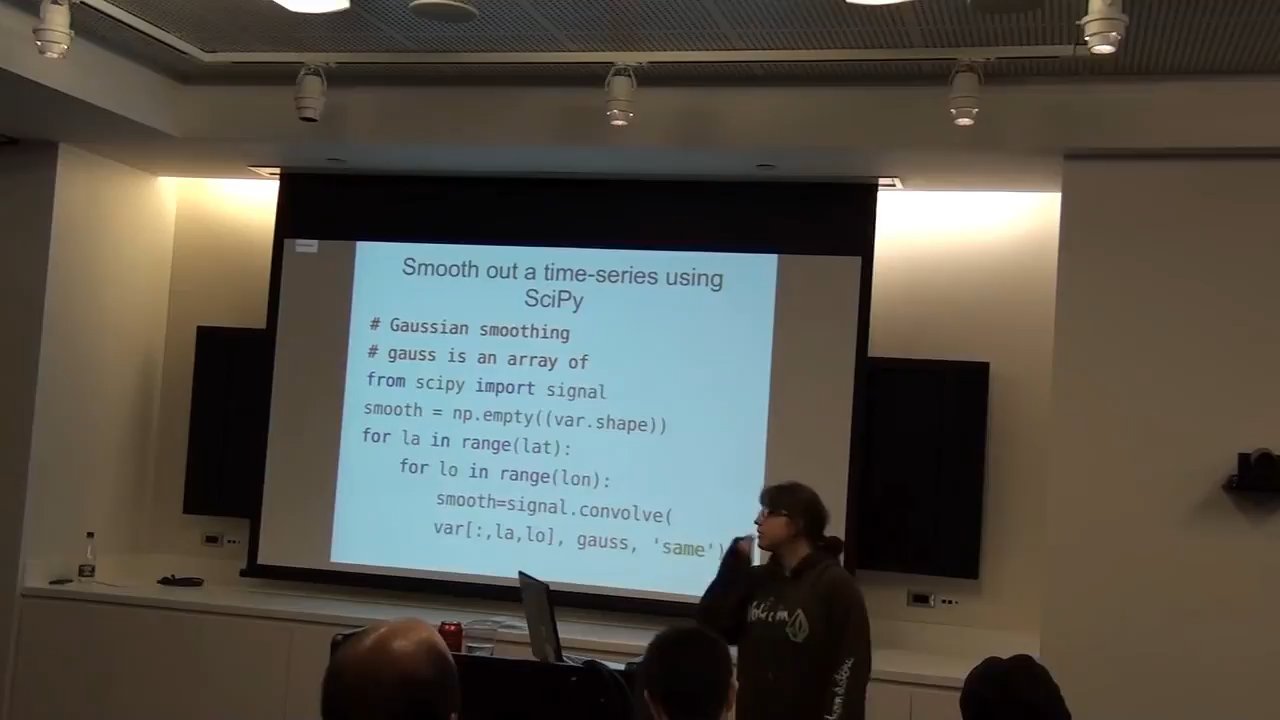 Smooth out a time-series using
SciPy
# Gaussian smoothing
# gauss is an array of
from scipy import signal
smooth = np.empty((var.shape))
for la in range(lat):
for lo in range(lon):
smooth=signal.convolve(
var[:,la,lo], gauss, 'same')